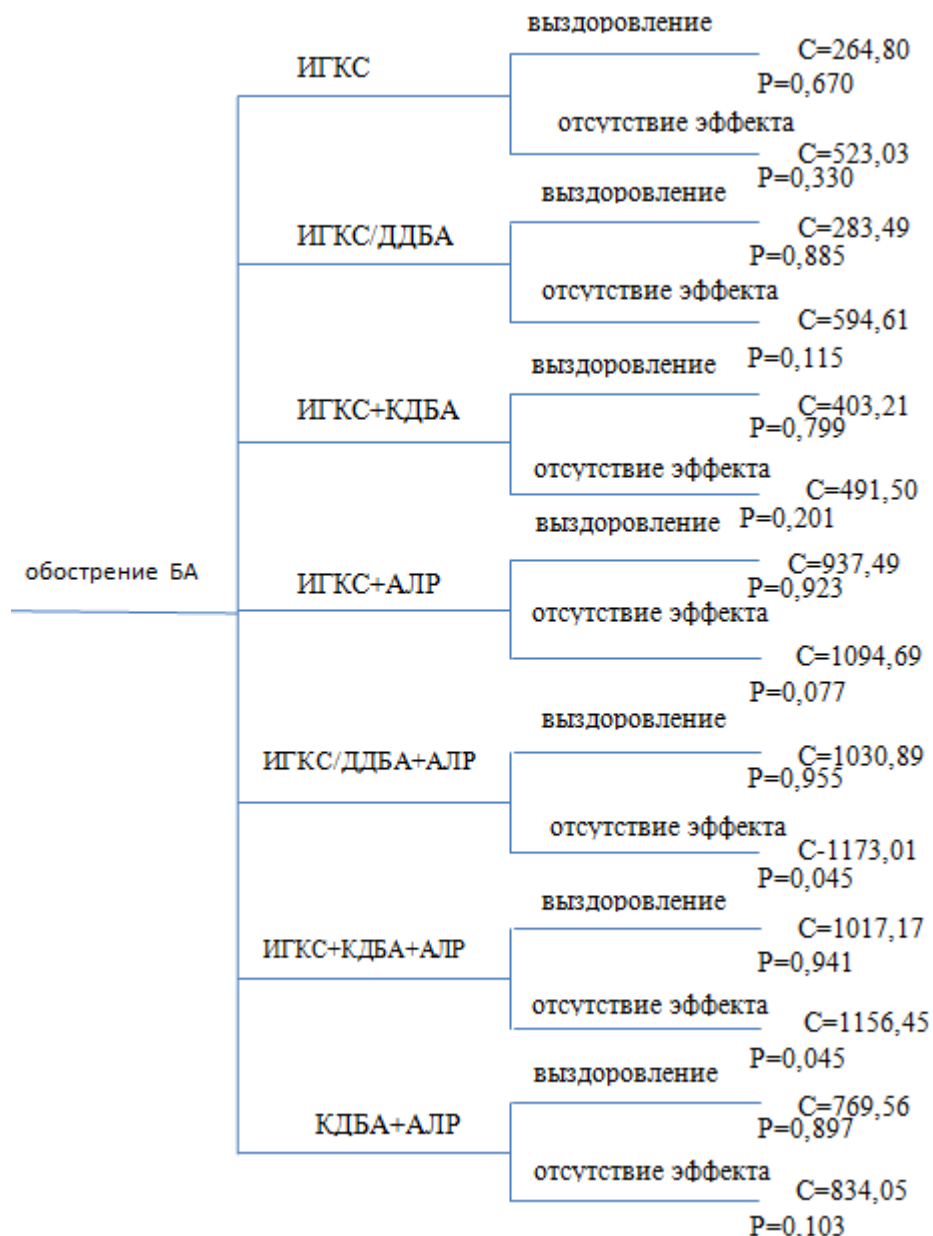 выздоровление
ИГКС
С=264,80
Р=0,670
отсутствие эффекта
С=523,03
Р=0,330
выздоровление
ИГКС/ДДБА
С=283,49
Р=0,885
отсутствие эффекта
С=594,61
Р=0,115
выздоровление
ИГКС+КДБА
С=403,21
Р=0,799
отсутствие эффекта
С=491,50
Р=0,201
выздоровление
обострение БА
ИГКС+АЛР
С=937,49
Р=0,923
отсутствие эффекта
С=1094,69
Р=0,077
выздоровление
ИГКС/ДДБА+АЛР
С=1030,89
Р=0,955
отсутствие эффекта
С-1173,01
Р=0,045
выздоровление
ИГКС+КДБА+АЛР
С=1017,17
Р=0,941
отсутствие эффекта
С=1156,45
Р=0,045
выздоровление
КДБА+АЛР
С=769,56
Р=0,897
отсутствие эффекта
С=834,05
Р=0,103